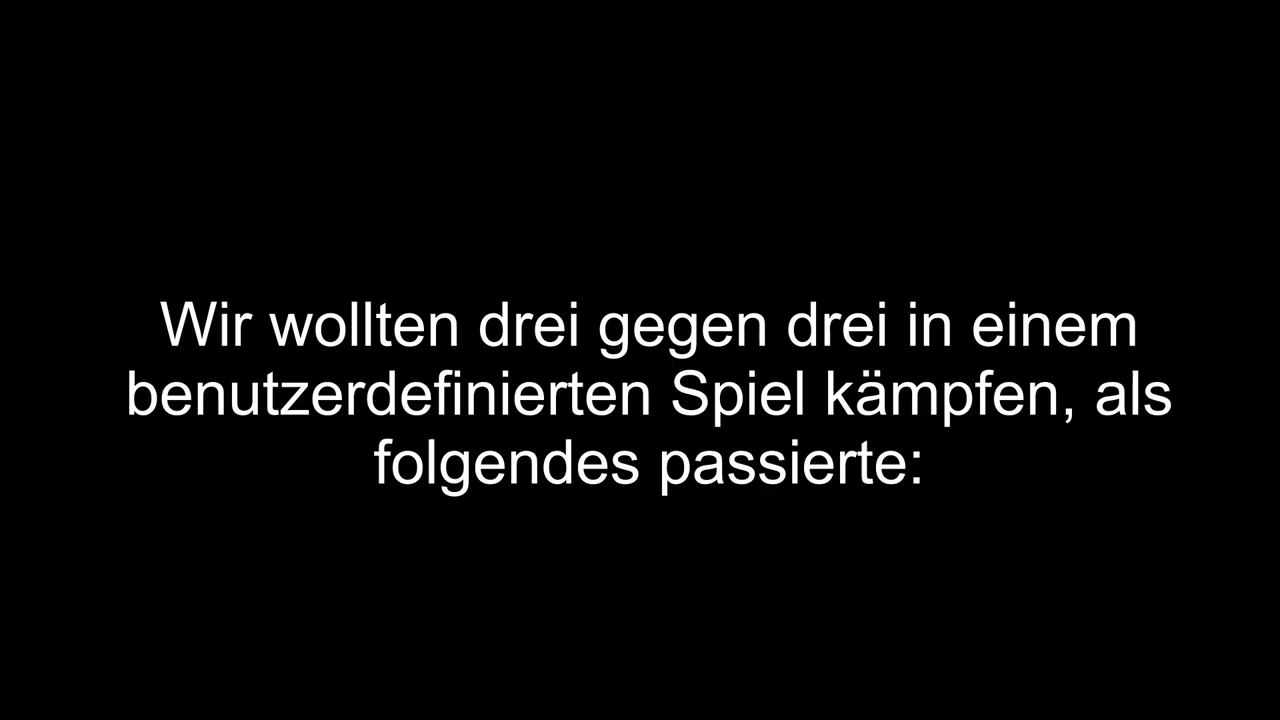 Wir wollten drei gegen drei in einem
benutzerdefinierten Spiel kämpfen, als
folgendes passierte: